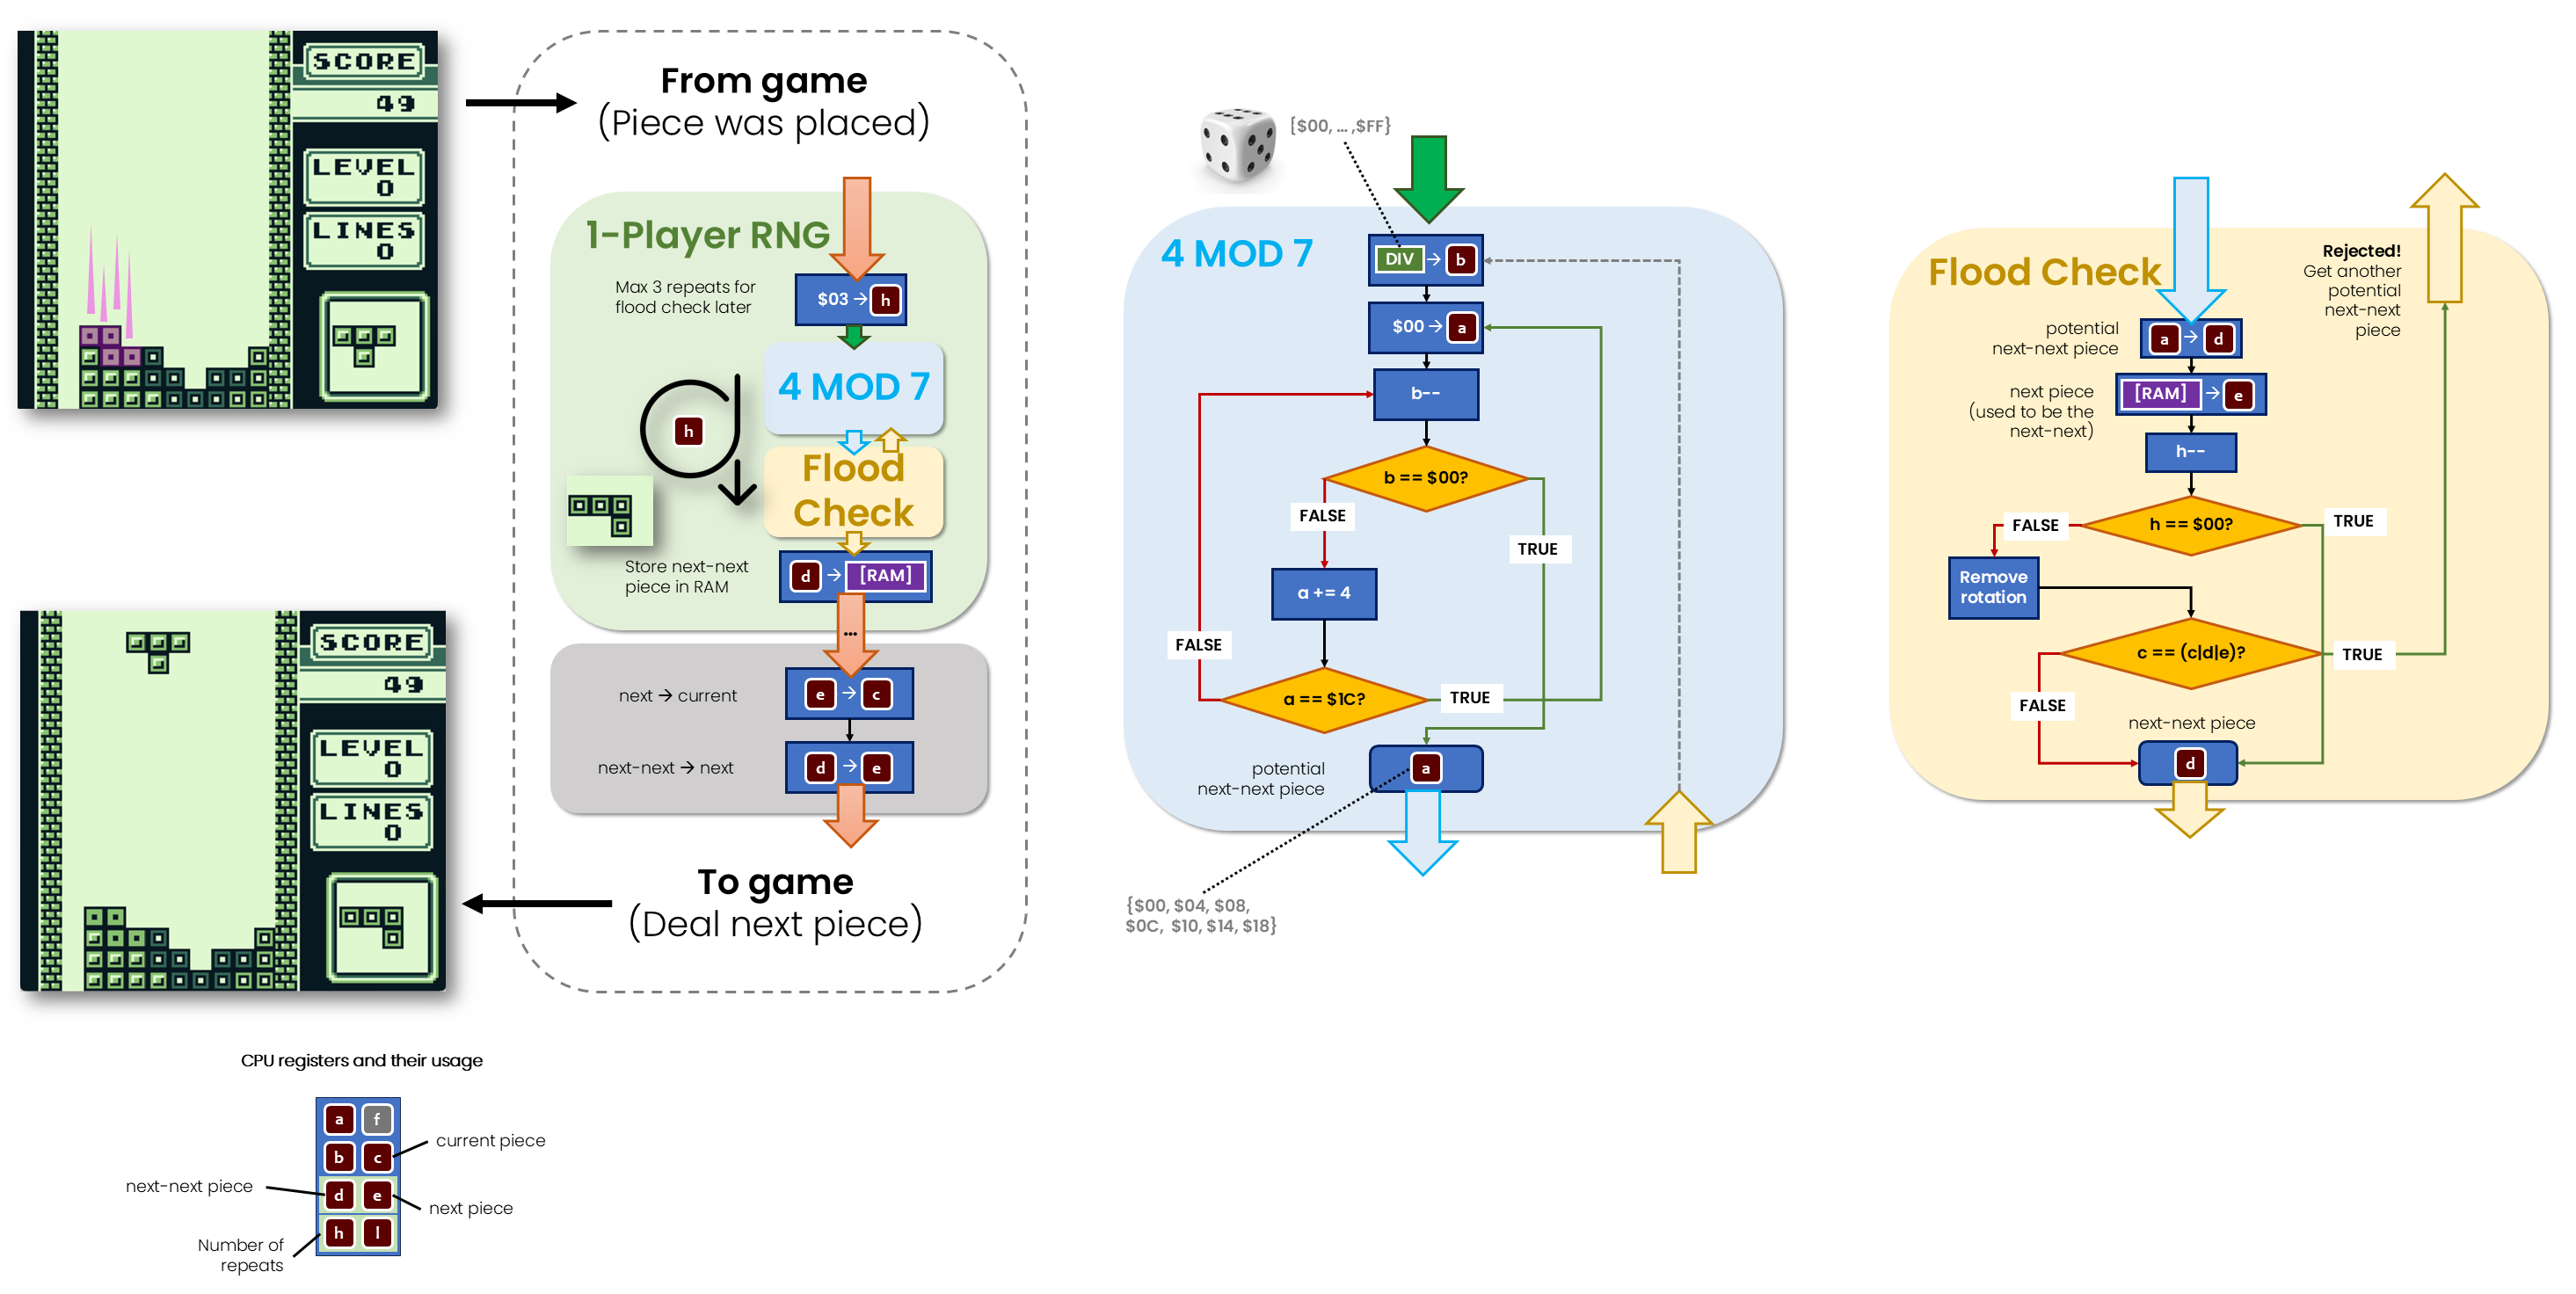 SCORE
49
LEVEL
0
LINES
0
From game
(Piece was placed)
1-Player RNG
Max 3 repeats for
flood check later
$03 → h
4 MOD 7
h
Flood
Check
Store next-next
piece in RAM
d → [RAM]
...
next → current
e → c
next-next → next
d → e
To game
(Deal next piece)
SCORE
49
LEVEL
0
LINES
0
{$00, ... ,$FF}
4 MOD 7
DIV → b
$00 → a
b--
b == $00?
FALSE
TRUE
a += 4
FALSE
a == $1C?
TRUE
potential
next-next piece
a
{$00, $04, $08,
$0C, $10, $14, $18}
Flood Check
Rejected!
Get another
potential
next-next
piece
potential
next-next piece
a → d
next piece
(used to be the
next-next)
[RAM] → e
h--
h == $00?
FALSE
TRUE
Remove
rotation
c == (c|d|e)?
TRUE
FALSE
next-next piece
d
CPU registers and their usage
a f
b c
current piece
next-next piece
d e
next piece
h l
Number of
repeats